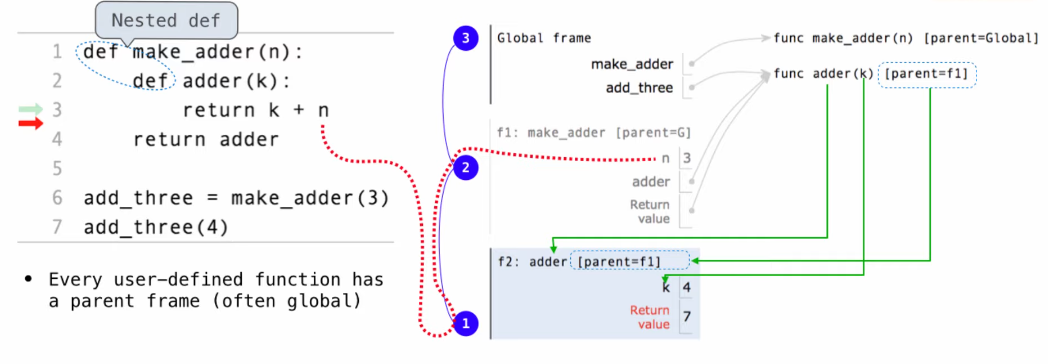 Nested def
1 def make_adder(n):
2 def adder(k):
3 return k + n
4 return adder
5
6 add_three = make_adder(3)
7 add_three(4)
• Every user-defined function has
a parent frame (often global)
3
2
1
Global frame
make_adder
add_three
func make_adder(n) [parent=Global]
func adder(k) [parent=f1]
f1: make_adder [parent=G]
n 3
adder
Return
value
f2: adder [parent=f1]
k 4
Return
value 7